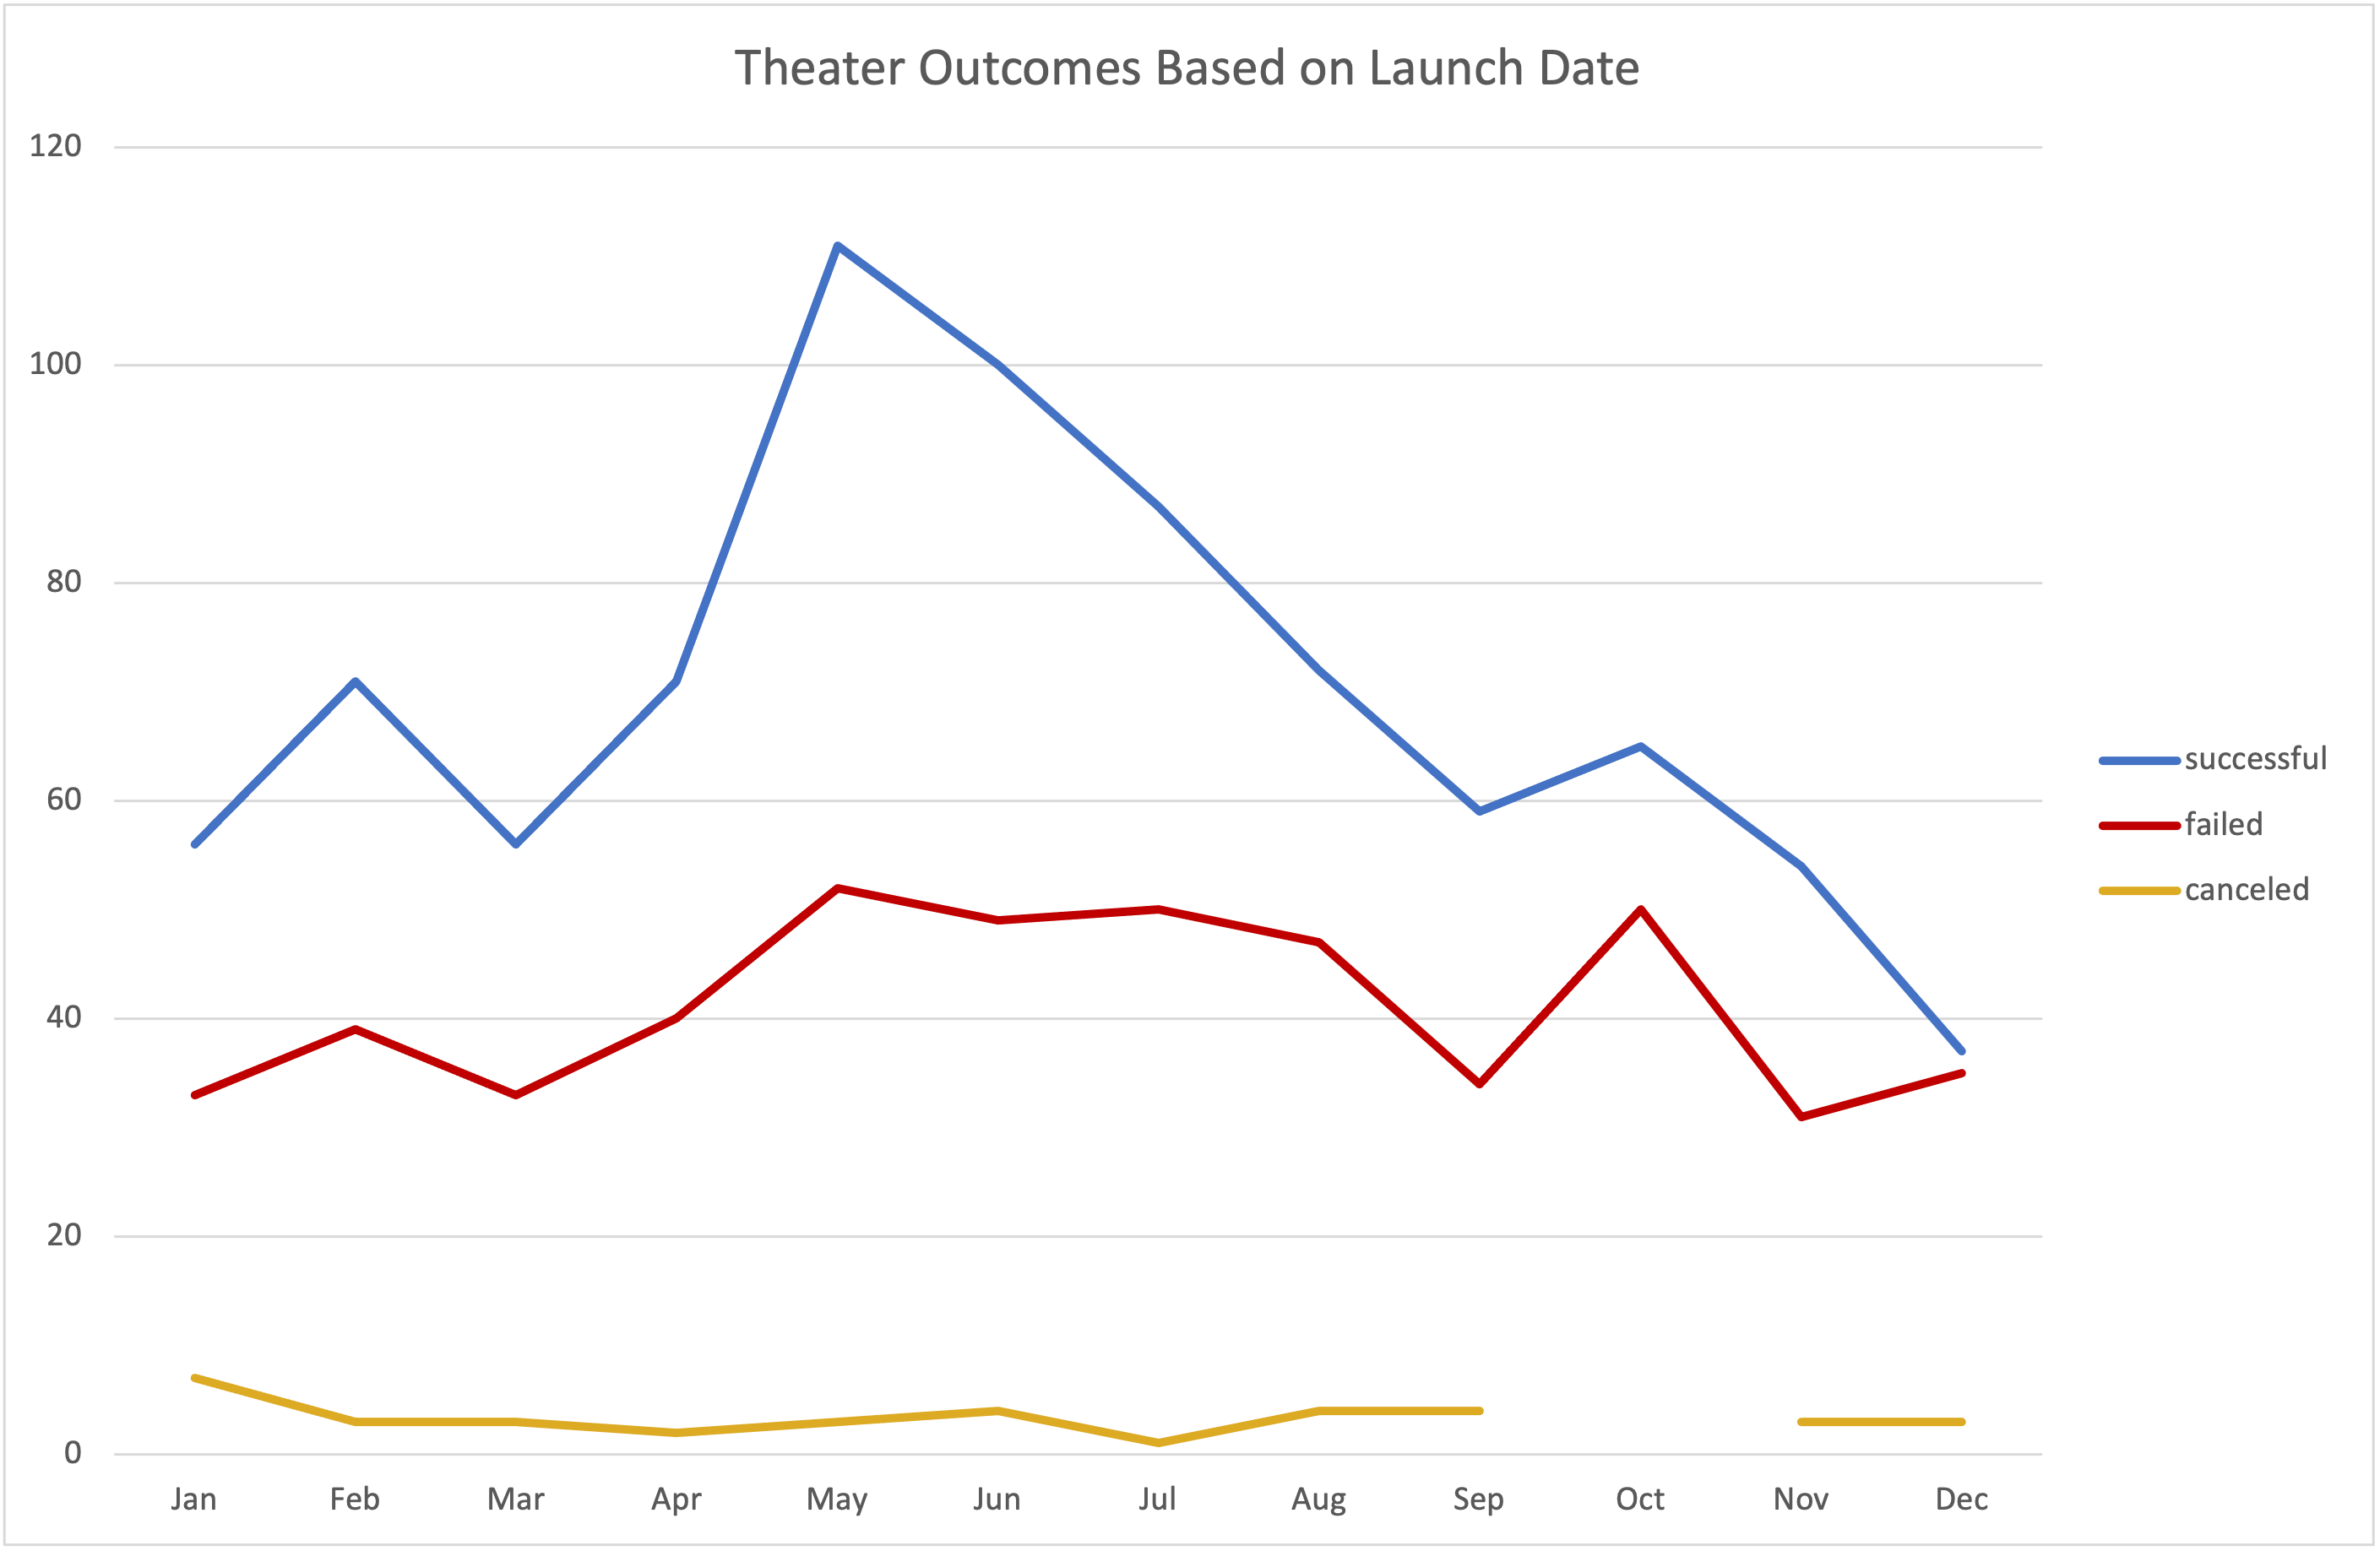 Theater Outcomes Based on Launch Date
120
100
80
60
40
20
0
Jan Feb Mar Apr May Jun Jul Aug Sep Oct Nov Dec
successful
failed
canceled